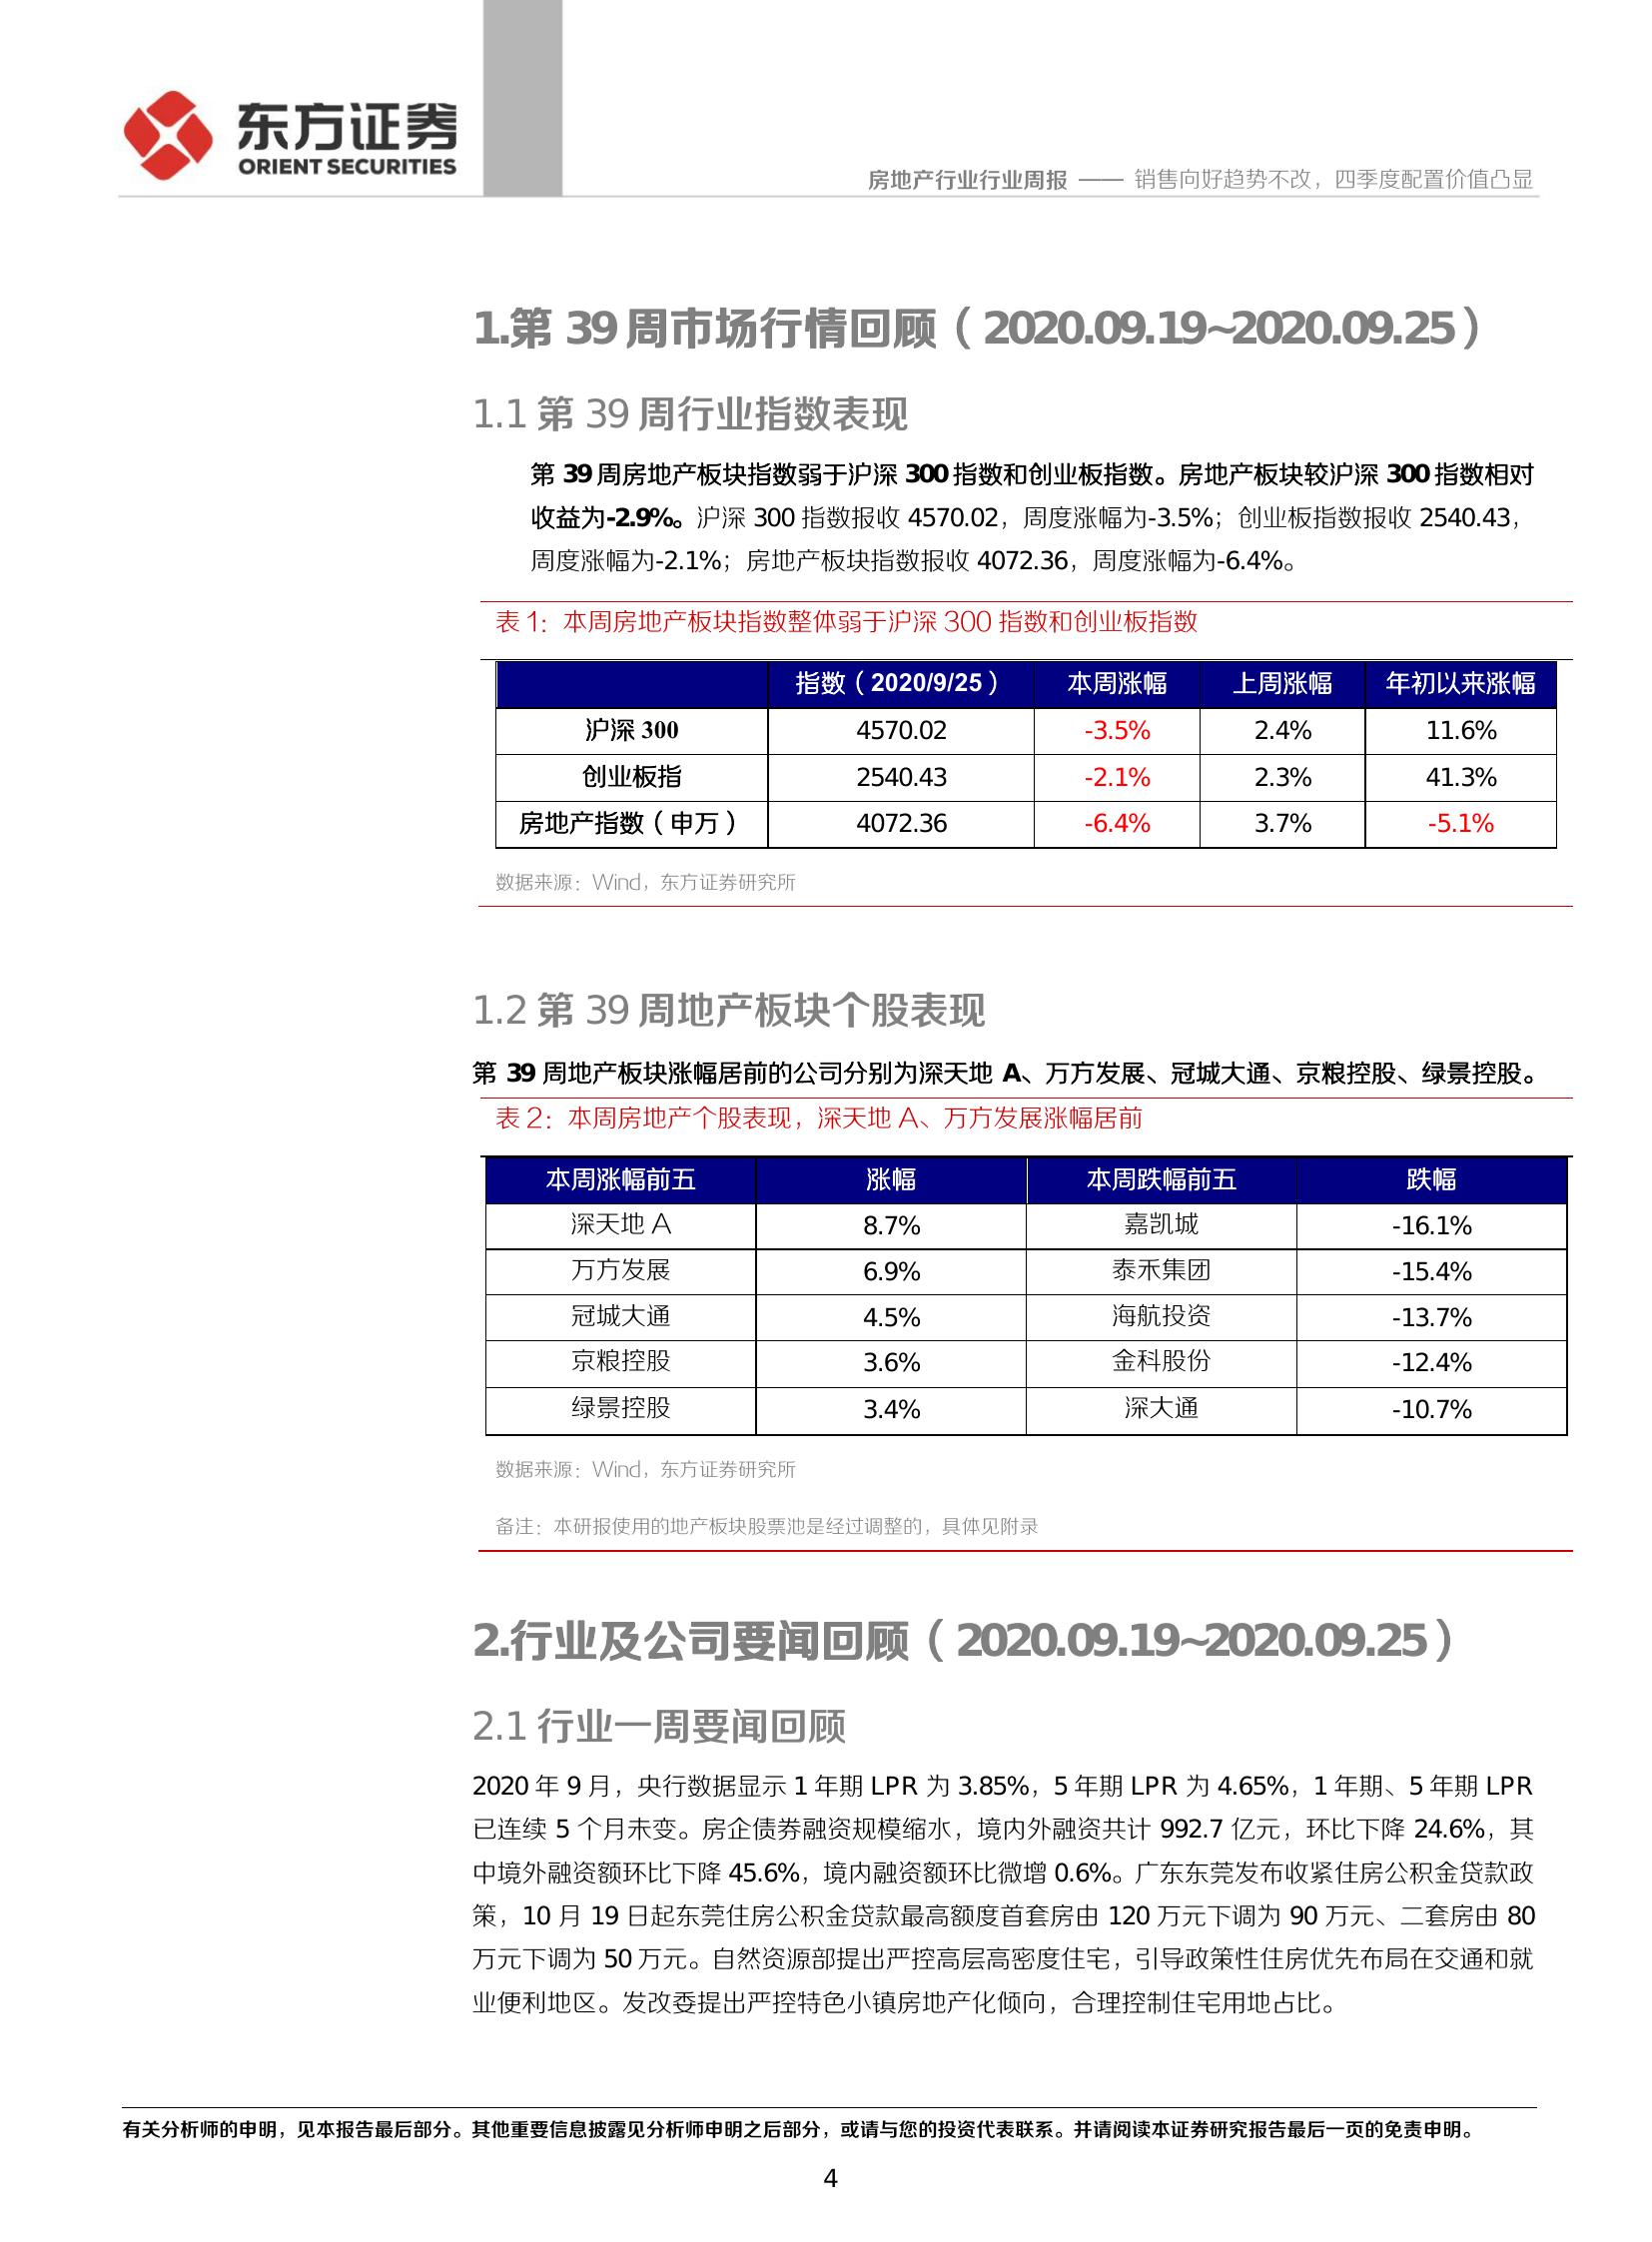 东方证券
ORIENT SECURITIES
房地产行业行业周报 —— 销售向好趋势不改，四季度配置价值凸显
1.第 39 周市场行情回顾（2020.09.19~2020.09.25）
1.1 第 39 周行业指数表现
第 39 周房地产板块指数弱于沪深 300 指数和创业板指数。房地产板块较沪深 300 指数相对
收益为-2.9%。沪深 300 指数报收 4570.02，周度涨幅为-3.5%；创业板指数报收 2540.43，
周度涨幅为-2.1%；房地产板块指数报收 4072.36，周度涨幅为-6.4%。
表 1：本周房地产板块指数整体弱于沪深 300 指数和创业板指数
指数（2020/9/25） 本周涨幅 上周涨幅 年初以来涨幅
沪深 300 4570.02 -3.5% 2.4% 11.6%
创业板指 2540.43 -2.1% 2.3% 41.3%
房地产指数（申万） 4072.36 -6.4% 3.7% -5.1%
数据来源：Wind，东方证券研究所
1.2 第 39 周地产板块个股表现
第 39 周地产板块涨幅居前的公司分别为深天地 A、万方发展、冠城大通、京粮控股、绿景控股。
表 2：本周房地产个股表现，深天地 A、万方发展涨幅居前
本周涨幅前五 涨幅 本周跌幅前五 跌幅
深天地 A 8.7% 嘉凯城 -16.1%
万方发展 6.9% 泰禾集团 -15.4%
冠城大通 4.5% 海航投资 -13.7%
京粮控股 3.6% 金科股份 -12.4%
绿景控股 3.4% 深大通 -10.7%
数据来源：Wind，东方证券研究所
备注：本研报使用的地产板块股票池是经过调整的，具体见附录
2.行业及公司要闻回顾（2020.09.19~2020.09.25）
2.1 行业一周要闻回顾
2020 年 9 月，央行数据显示 1 年期 LPR 为 3.85%，5 年期 LPR 为 4.65%，1 年期、5 年期 LPR
已连续 5 个月未变。房企债券融资规模缩水，境内外融资共计 992.7 亿元，环比下降 24.6%，其
中境外融资额环比下降 45.6%，境内融资额环比微增 0.6%。广东东莞发布收紧住房公积金贷款政
策，10 月 19 日起东莞住房公积金贷款最高额度首套房由 120 万元下调为 90 万元、二套房由 80
万元下调为 50 万元。自然资源部提出严控高层高密度住宅，引导政策性住房优先布局在交通和就
业便利地区。发改委提出严控特色小镇房地产化倾向，合理控制住宅用地占比。
有关分析师的申明，见本报告最后部分。其他重要信息披露见分析师申明之后部分，或请与您的投资代表联系。并请阅读本证券研究报告最后一页的免责申明。
4